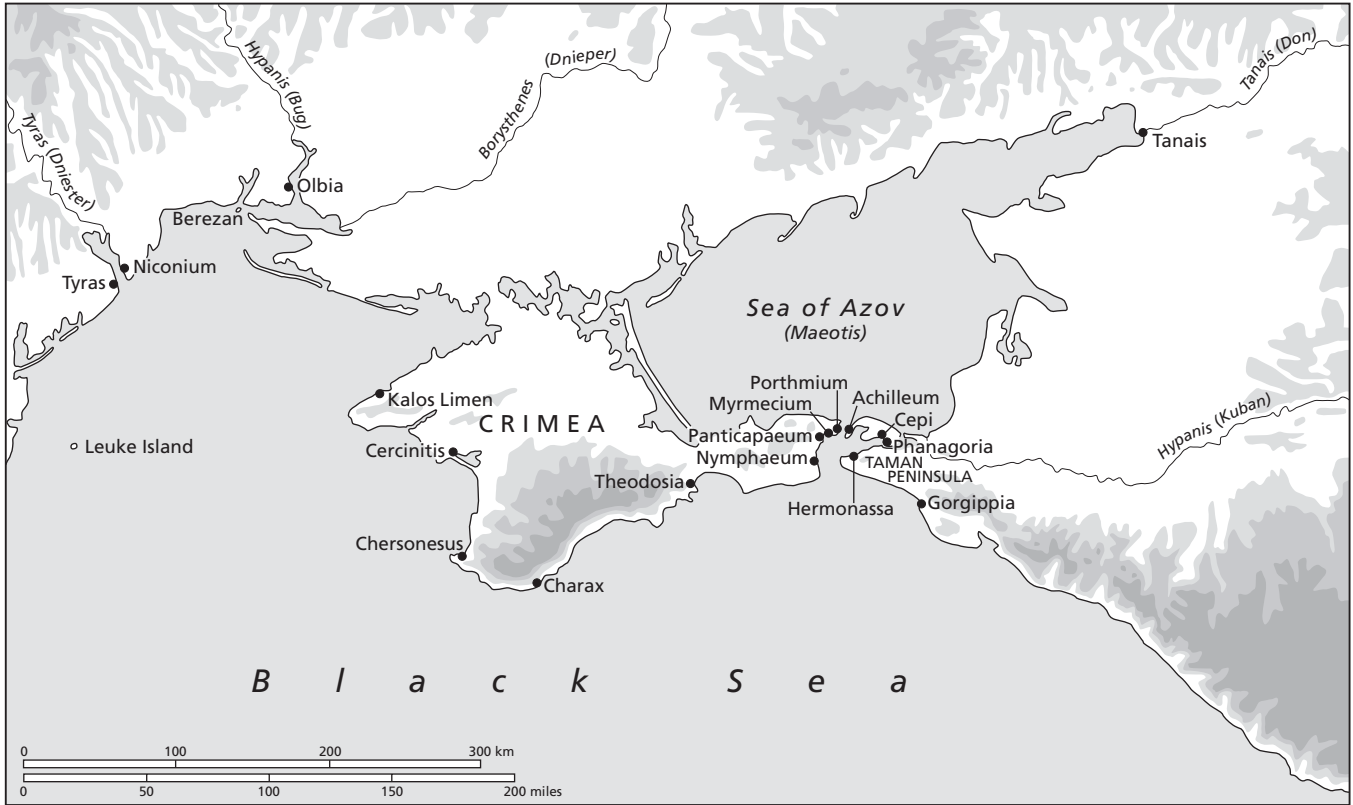 Hypanis (Bug)
(Dnieper)
Borysthenes
Tanais (Don)
Tyras (Dniester)
Tanais
Olbia
Berezan
Niconium
Tyras
Sea of Azov
(Maeotis)
Porthmium
Achilleum
Kalos Limen
Myrmecium
Cepi
Hypanis (Kuban)
CRIMEA
Panticapaeum
Phanagoria
Leuke Island
Cercinitis
Nymphaeum
TAMAN
PENINSULA
Theodosia
Hermonassa
Gorgippia
Chersonesus
Charax
Black Sea
0 100 200 300 km
0 50 100 150 200 miles